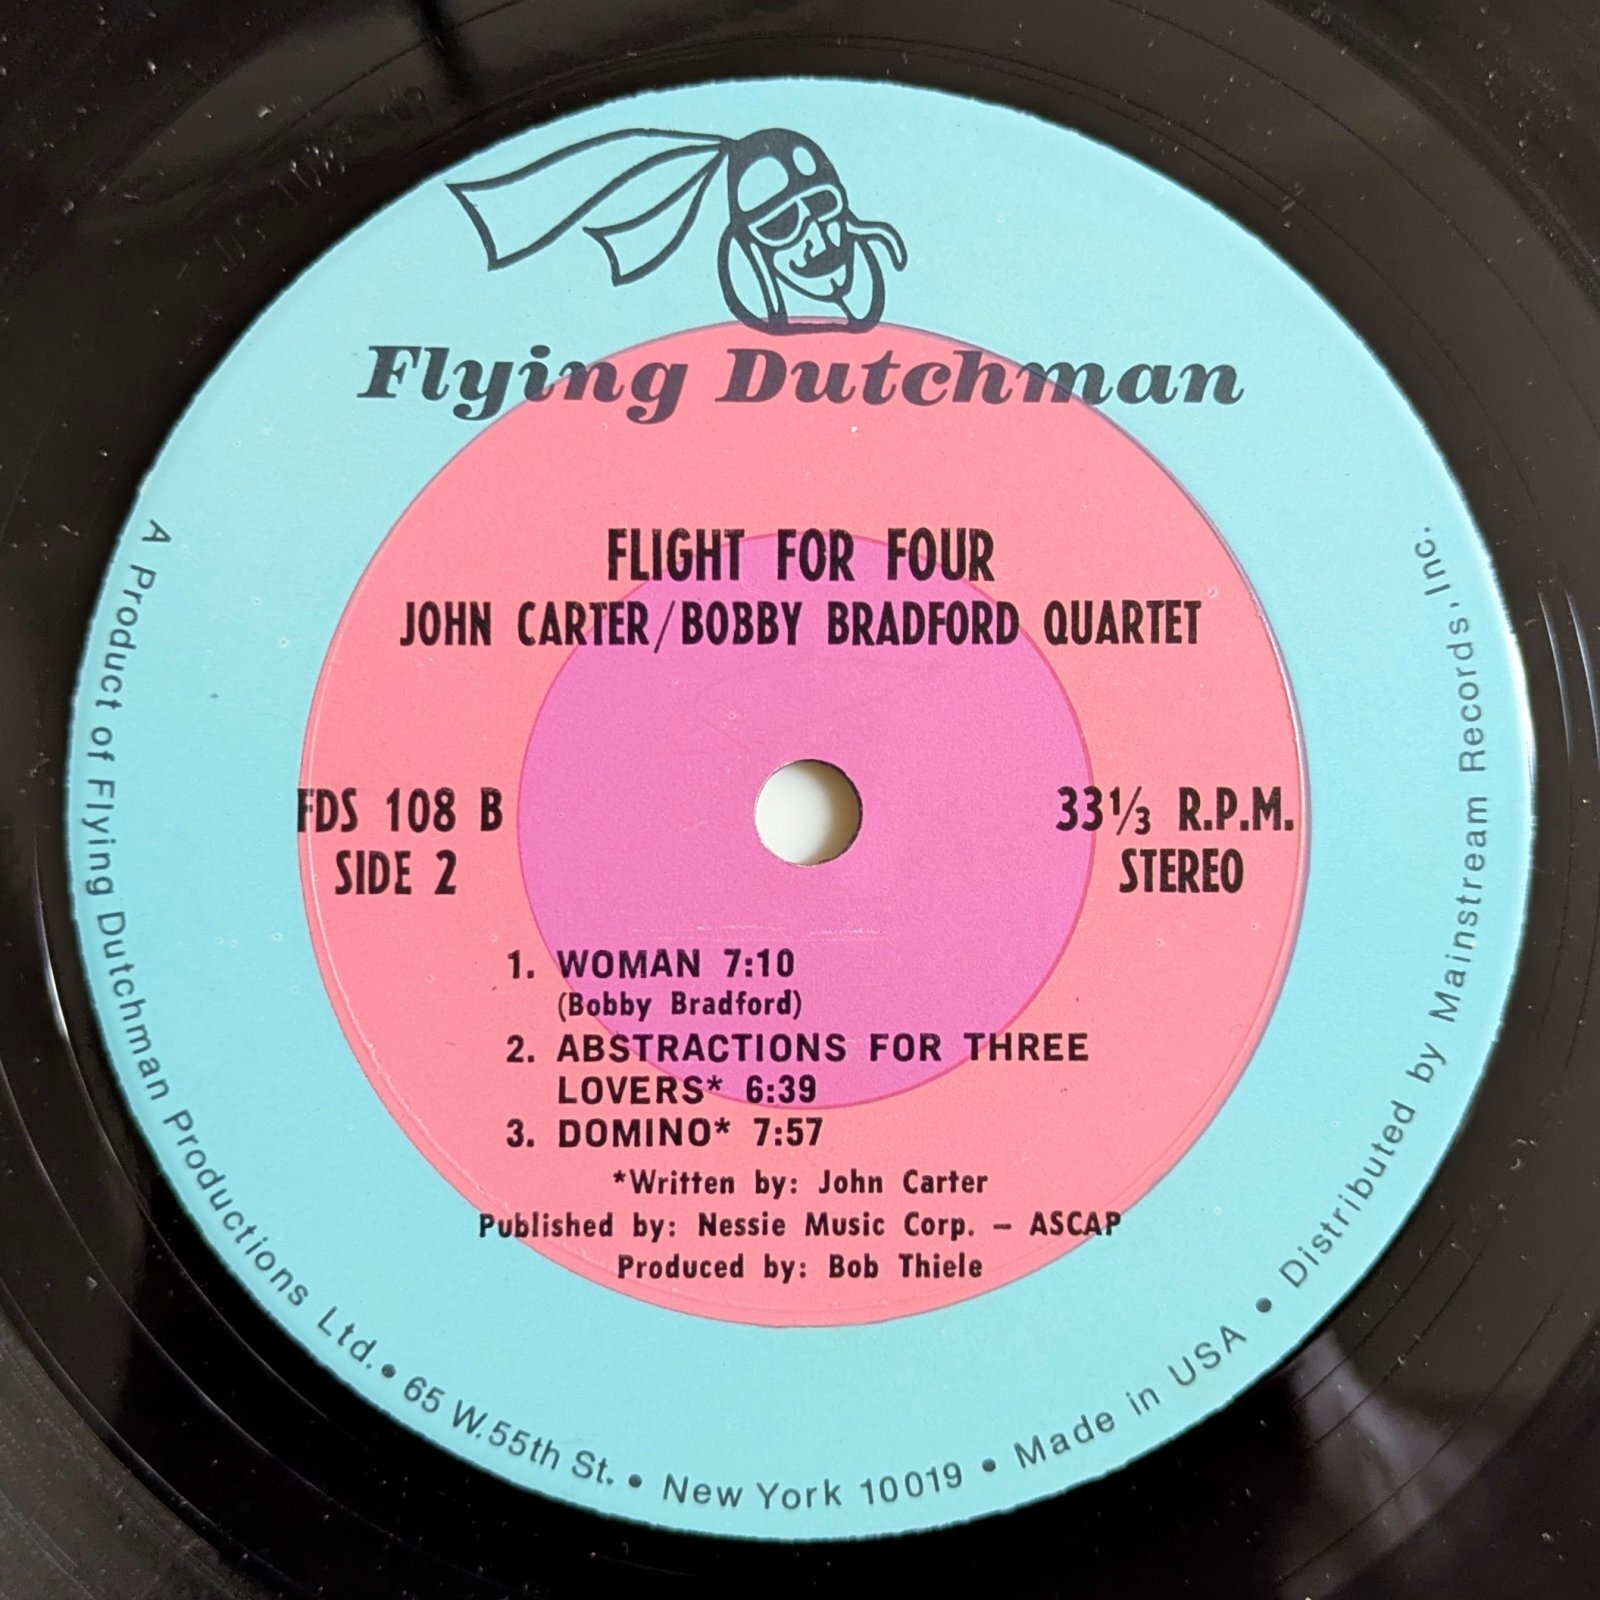 Flying Dutchman
FLIGHT FOR FOUR
JOHN CARTER/BOBBY BRADFORD QUARTET
FDS 108 B
SIDE 2
33⅓ R.P.M.
STEREO
1. WOMAN 7:10
(Bobby Bradford)
2. ABSTRACTIONS FOR THREE
LOVERS* 6:39
3. DOMINO* 7:57
*Written by: John Carter
Published by: Nessie Music Corp. – ASCAP
Produced by: Bob Thiele
A Product of Flying Dutchman Productions Ltd. • 65 W. 55th St. • New York 10019 • Made in USA • Distributed by Mainstream Records, Inc.